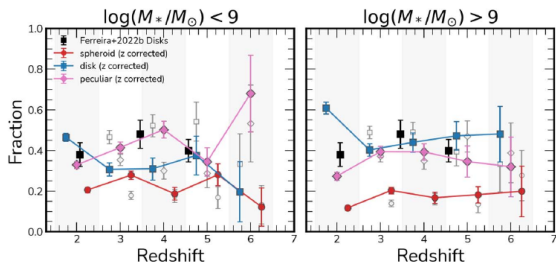 log(M*/M⊙) < 9
log(M*/M⊙) > 9
1.0
0.8
0.6
0.4
0.2
0.0
Fraction
Ferreira+2022b Disks
spheroid (z corrected)
disk (z corrected)
peculiar (z corrected)
2 3 4 5 6 7
2 3 4 5 6 7
Redshift
Redshift